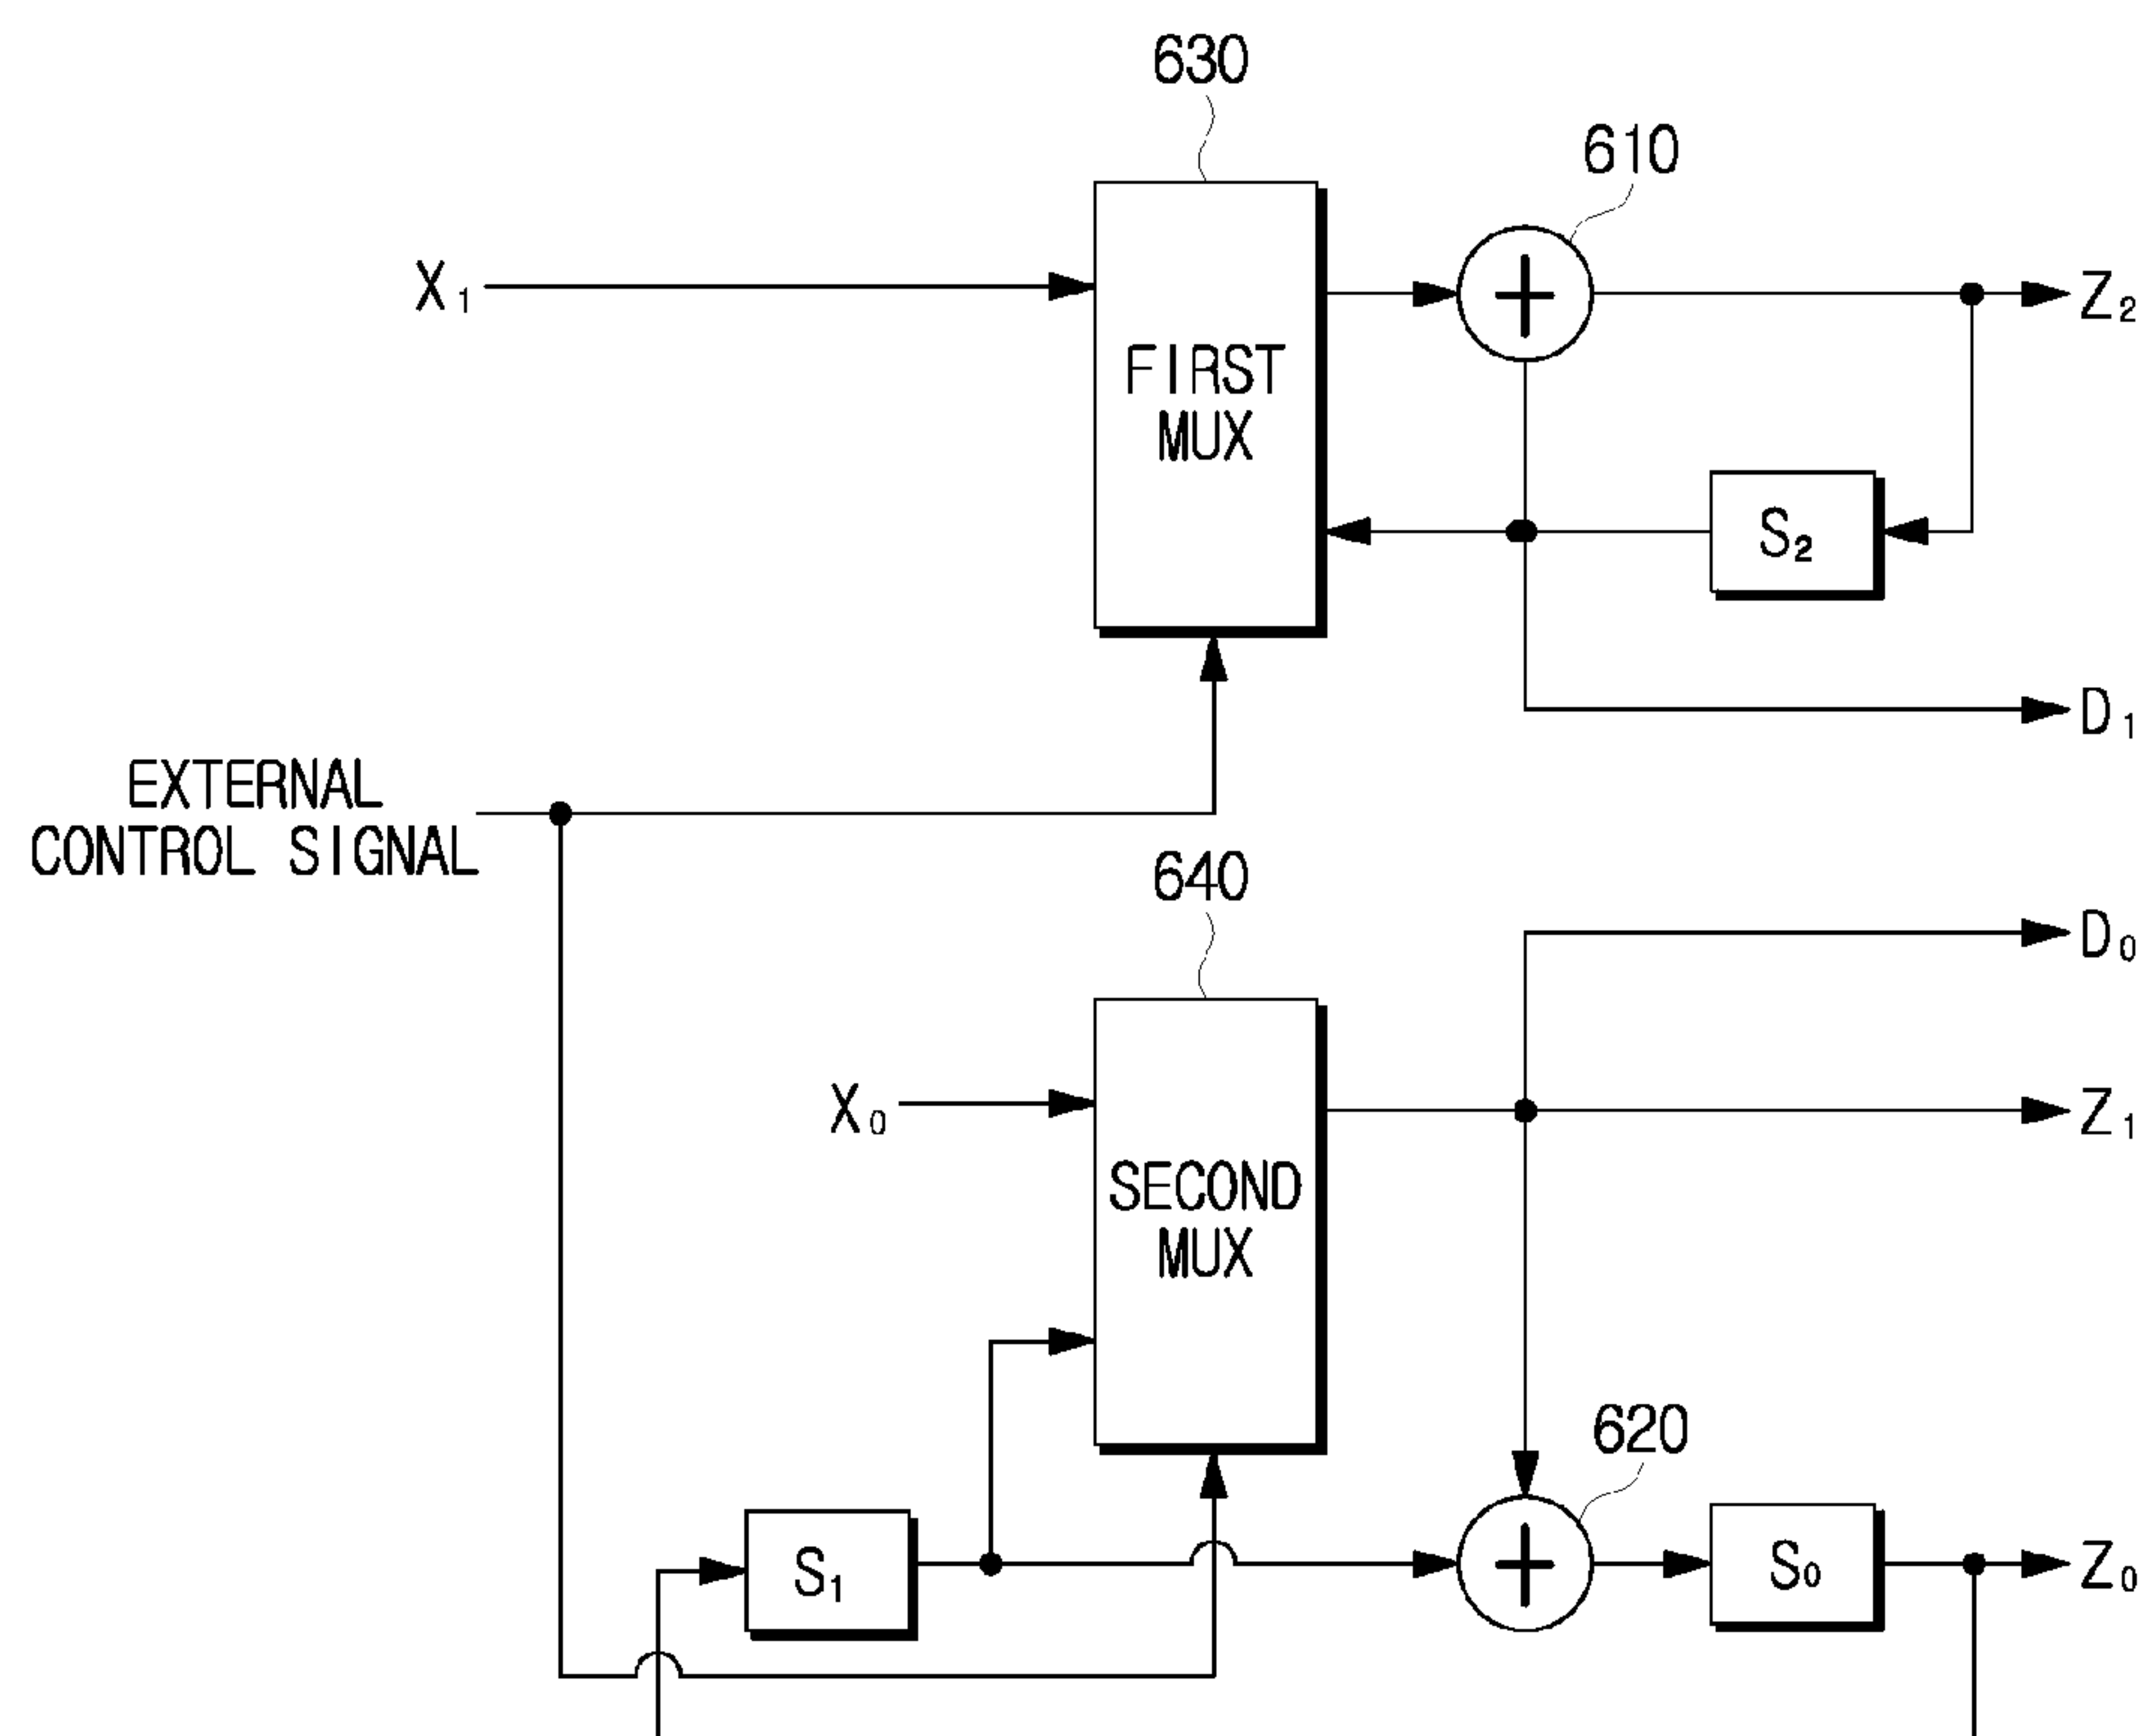 630
610
X₁
Z₂
FIRST
MUX
S₂
D₁
EXTERNAL
CONTROL SIGNAL
640
D₀
X₀
Z₁
SECOND
MUX
620
S₁
S₀
Z₀